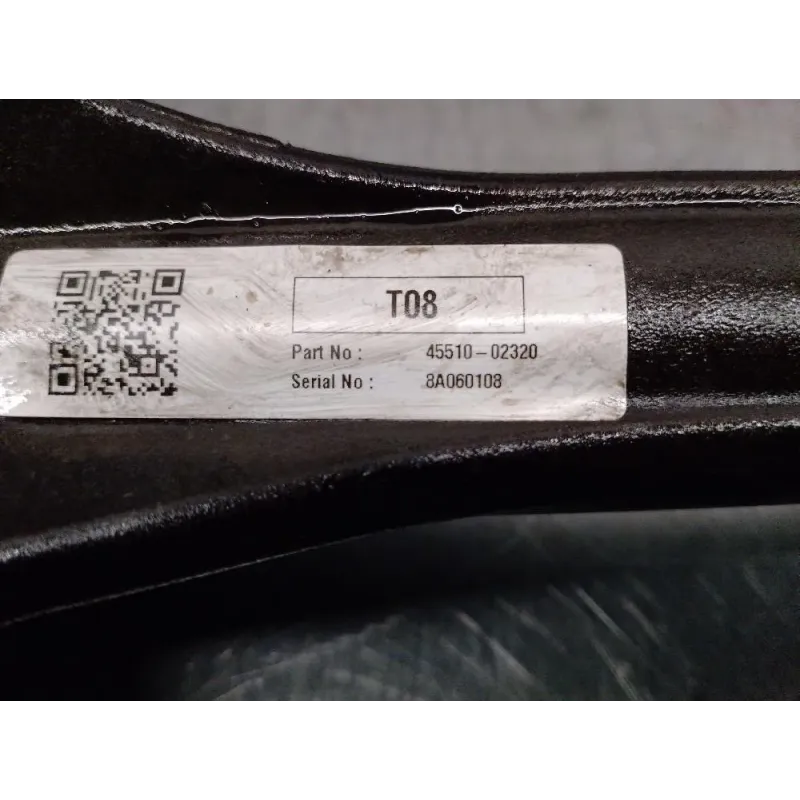 T08
Part No : 45510-02320
Serial No : 8A060108